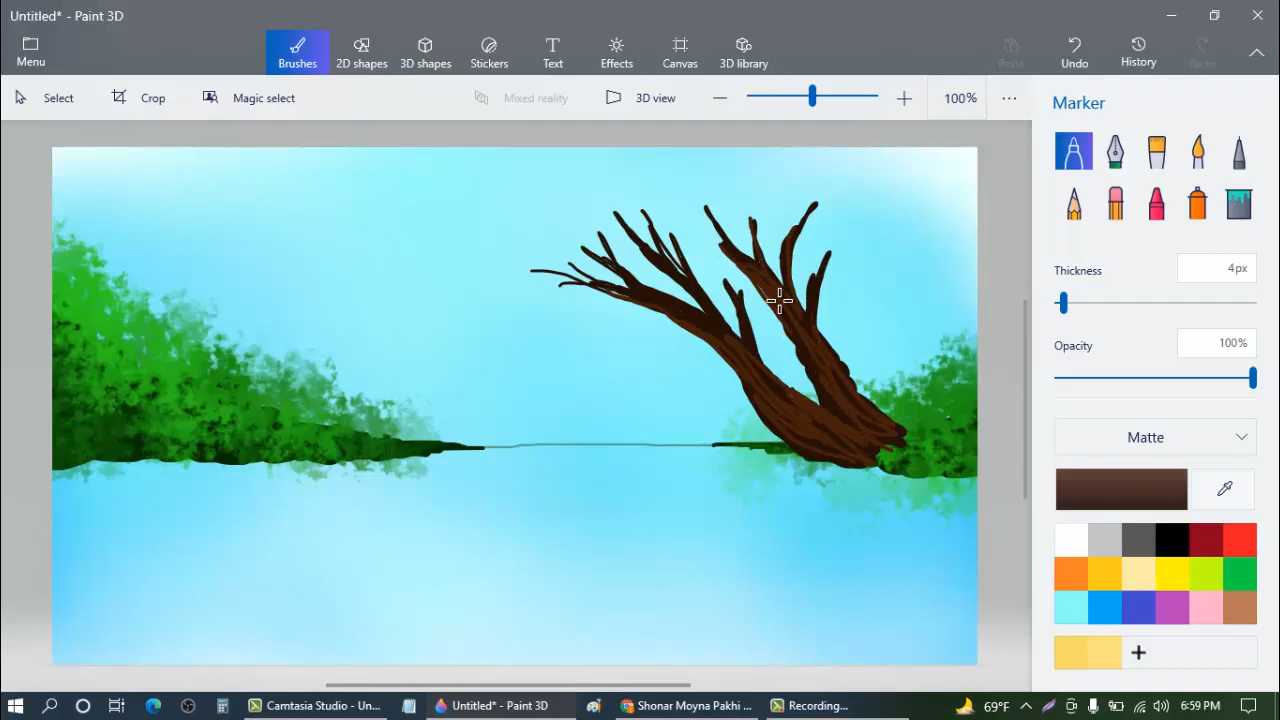 Untitled* - Paint 3D
Menu
Brushes
2D shapes
3D shapes
Stickers
Text
Effects
Canvas
3D library
Paste
Undo
History
Redo
Select
Crop
Magic select
Mixed reality
3D view
100%
Marker
Thickness
4px
Opacity
100%
Matte
Camtasia Studio - Un...
Untitled* - Paint 3D
Shonar Moyna Pakhi ...
Recording...
69°F
6:59 PM